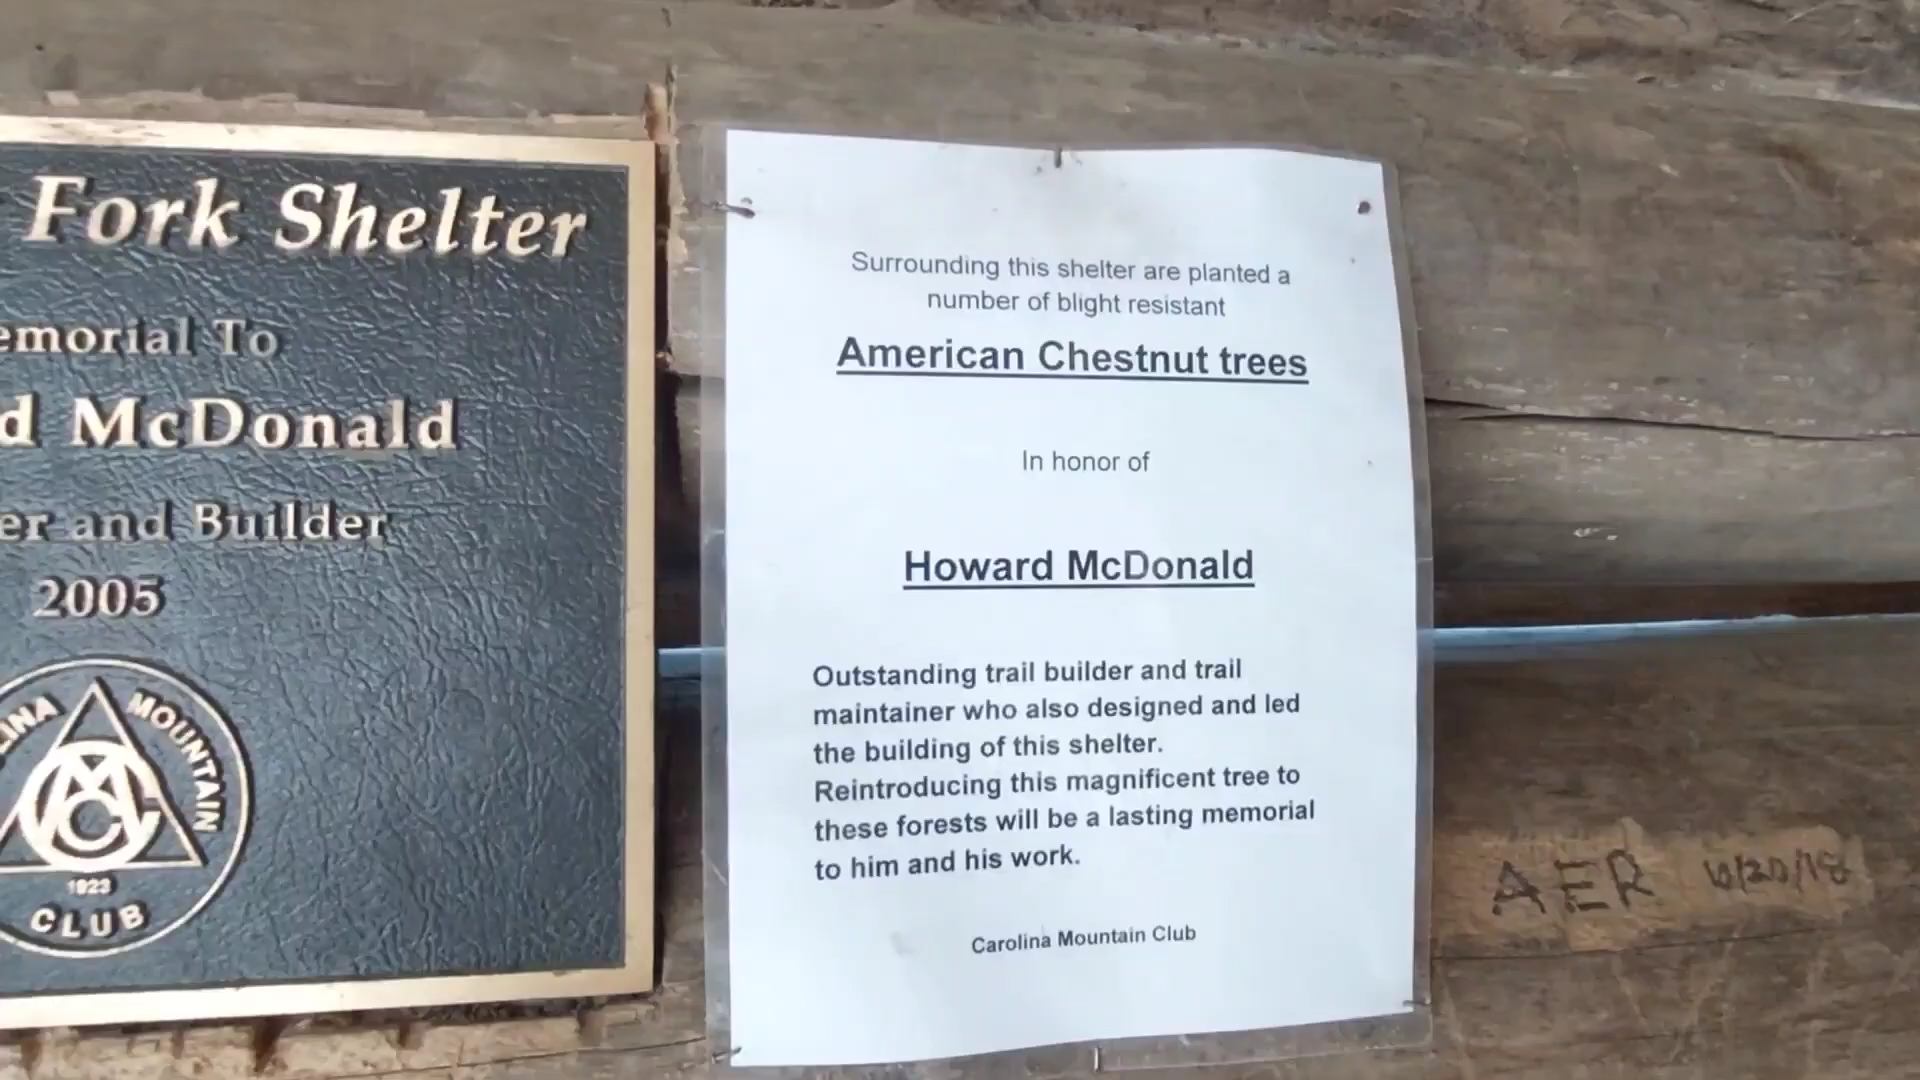 Fork Shelter
emorial To
d McDonald
er and Builder
2005
LINA MOUNTAIN
CMC
1923
CLUB
Surrounding this shelter are planted a
number of blight resistant
American Chestnut trees
In honor of
Howard McDonald
Outstanding trail builder and trail
maintainer who also designed and led
the building of this shelter.
Reintroducing this magnificent tree to
these forests will be a lasting memorial
to him and his work.
Carolina Mountain Club
AER